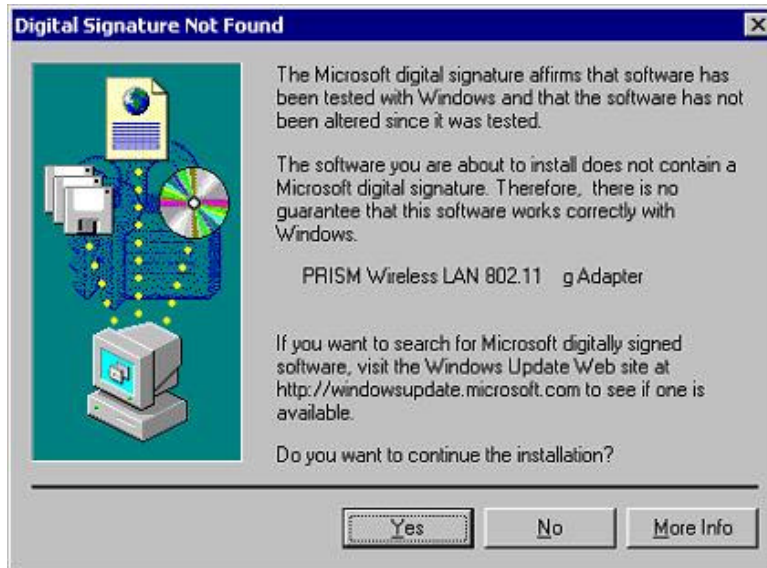 Digital Signature Not Found
The Microsoft digital signature affirms that software has
been tested with Windows and that the software has not
been altered since it was tested.
The software you are about to install does not contain a
Microsoft digital signature. Therefore, there is no
guarantee that this software works correctly with
Windows.
PRISM Wireless LAN 802.11 g Adapter
If you want to search for Microsoft digitally signed
software, visit the Windows Update Web site at
http://windowsupdate.microsoft.com to see if one is
available.
Do you want to continue the installation?
Yes No More Info